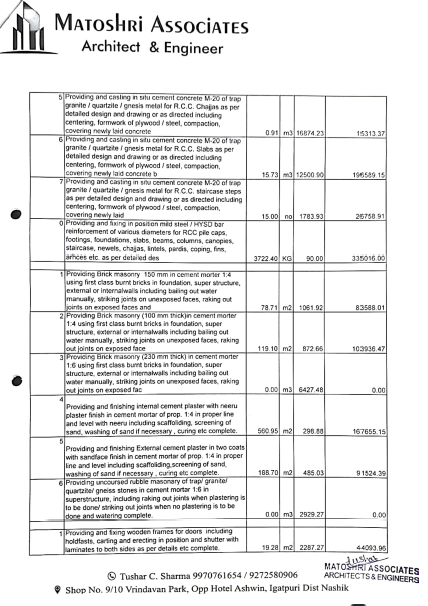 MATOSHRI ASSOCIATES
Architect & Engineer
5 Providing and casting in situ cement concrete M-20 of trap
granite / quartzite / gnesis metal for R.C.C. Chajjas as per
detailed design and drawing or as directed including
centering, formwork of plywood / steel, compaction,
covering newly laid concrete 0.91 m3 16874.23 15313.37
6 Providing and casting in situ cement concrete M-20 of trap
granite / quartzite / gnesis metal for R.C.C. Slabs as per
detailed design and drawing or as directed including
centering, formwork of plywood / steel, compaction,
covering newly laid concrete b 15.73 m3 12500.90 196589.15
7 Providing and casting in situ cement concrete M-20 of trap
granite / quartzite / gnesis metal for R.C.C. staircase steps
as per detailed design and drawing or as directed including
centering, formwork of plywood / steel, compaction,
covering newly laid 15.00 no 1783.93 26758.91
Providing and fixing in position mild steel / HYSD bar
reinforcement of various diameters for RCC pile caps,
footings, foundations, slabs, beams, columns, canopies,
staircase, newels, chajjas, lintels, pardis, coping, fins,
arhces etc. as per detailed des 3722.40 KG 90.00 335016.00
1 Providing Brick masonry 150 mm in cement morter 1:4
using first class burnt bricks in foundation, super structure,
external or internalwalls including bailing out water
manually, striking joints on unexposed faces, raking out
joints on exposed faces and 78.71 m2 1061.92 83588.01
2 Providing Brick masonry (100 mm thick)in cement morter
1:4 using first class burnt bricks in foundation, super
structure, external or internalwalls including bailing out
water manually, striking joints on unexposed faces, raking
out joints on exposed face 119.10 m2 872.66 103936.47
3 Providing Brick masonry (230 mm thick) in cement morter
1:6 using first class burnt bricks in foundation, super
structure, external or internalwalls including bailing out
water manually, striking joints on unexposed faces, raking
out joints on exposed fac 0.00 m3 6427.48 0.00
4
Providing and finishing internal cement plaster with neeru
plaster finish in cement mortar of prop. 1:4 in proper line
and level with neeru including scaffolding, screening of
sand, washing of sand if necessary , curing etc complete. 560.95 m2 298.88 167655.15
5
Providing and finishing External cement plaster in two coats
with sandface finish in cement mortar of prop. 1:4 in proper
line and level including scaffoliding,screening of sand,
washing of sand if necessary , curing etc complete. 188.70 m2 485.03 91524.39
6 Providing uncoursed rubble masonary of trap/ granite/
quartzite/ gneiss stones in cement mortar 1:6 in
superstructure, including raking out joints when plastering is
to be done/ striking out joints when no plastering is to be
done and watering complete. 0.00 m3 2929.27 0.00
1 Providing and fixing wooden frames for doors including
holdfasts, carting and erecting in position and shutter with
laminates to both sides as per details etc complete. 19.28 m2 2287.27 44093.96
MATOSHRI ASSOCIATES
ARCHITECTS & ENGINEERS
Tushar C. Sharma 9970761654 / 9272580906
Shop No. 9/10 Vrindavan Park, Opp Hotel Ashwin, Igatpuri Dist Nashik